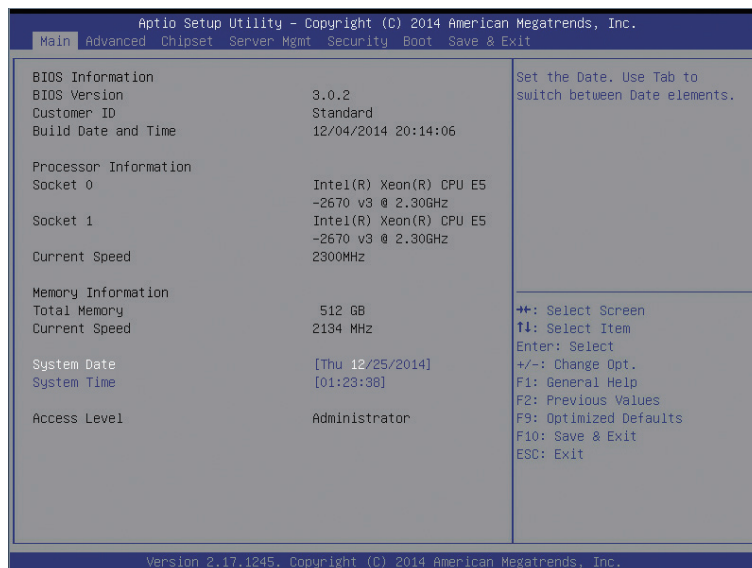 Aptio Setup Utility – Copyright (C) 2014 American Megatrends, Inc.
Main Advanced Chipset Server Mgmt Security Boot Save & Exit
BIOS Information
BIOS Version 3.0.2
Customer ID Standard
Build Date and Time 12/04/2014 20:14:06
Processor Information
Socket 0 Intel(R) Xeon(R) CPU E5
-2670 v3 @ 2.30GHz
Socket 1 Intel(R) Xeon(R) CPU E5
-2670 v3 @ 2.30GHz
Current Speed 2300MHz
Memory Information
Total Memory 512 GB
Current Speed 2134 MHz
System Date [Thu 12/25/2014]
System Time [01:23:38]
Access Level Administrator
Set the Date. Use Tab to
switch between Date elements.
→←: Select Screen
↑↓: Select Item
Enter: Select
+/-: Change Opt.
F1: General Help
F2: Previous Values
F9: Optimized Defaults
F10: Save & Exit
ESC: Exit
Version 2.17.1245. Copyright (C) 2014 American Megatrends, Inc.